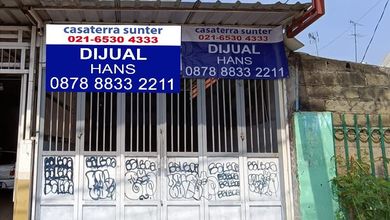 casaterra sunter
021-6530 4333
DIJUAL
HANS
0878 8833 2211
casaterra sunter
021-6530 4333
DIJUAL
HANS
0878 8833 2211